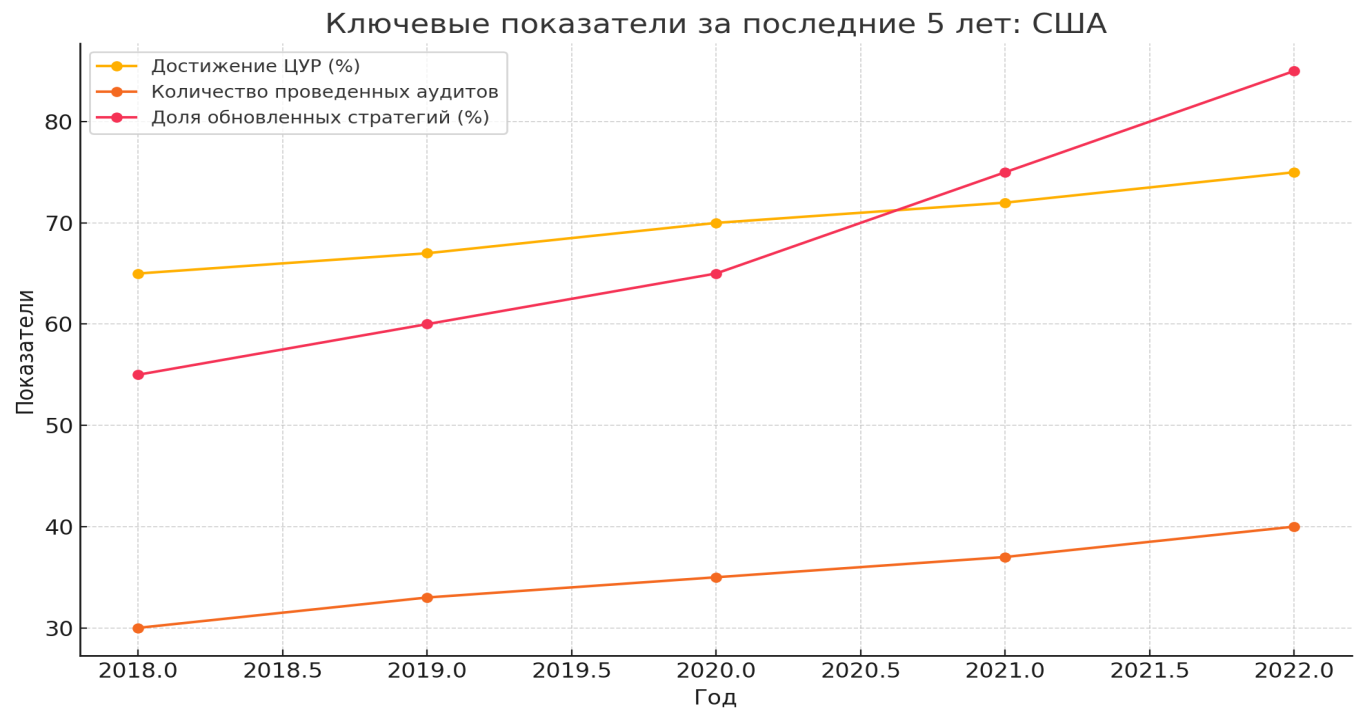 Ключевые показатели за последние 5 лет: США
Достижение ЦУР (%)
Количество проведенных аудитов
Доля обновленных стратегий (%)
Показатели
80
70
60
50
40
30
2018.0 2018.5 2019.0 2019.5 2020.0 2020.5 2021.0 2021.5 2022.0
Год